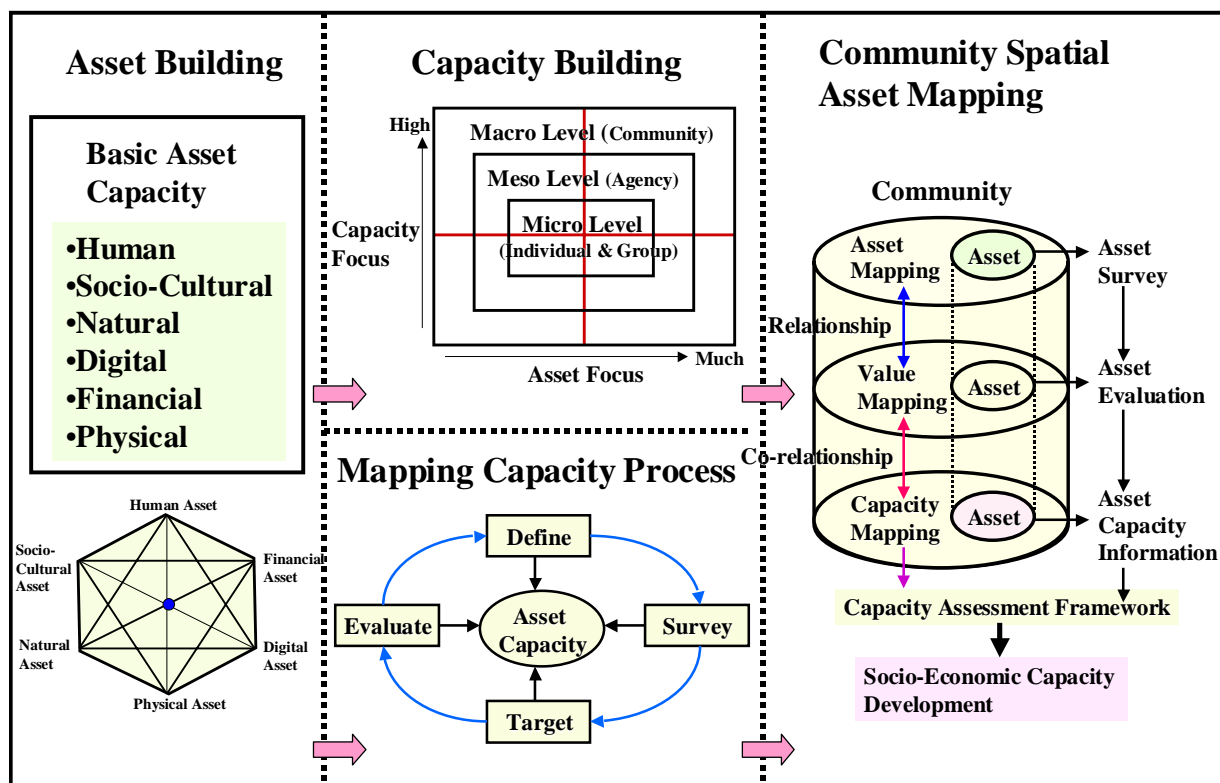 Asset Building
Basic Asset
Capacity
•Human
•Socio-Cultural
•Natural
•Digital
•Financial
•Physical
Human Asset
Socio-
Cultural
Asset
Financial
Asset
Natural
Asset
Digital
Asset
Physical Asset
Capacity Building
High
Macro Level (Community)
Meso Level (Agency)
Micro Level
(Individual & Group)
Capacity
Focus
Much
Asset Focus
Mapping Capacity Process
Define
Evaluate
Asset
Capacity
Survey
Target
Community Spatial
Asset Mapping
Community
Asset
Mapping
Asset
Asset
Survey
Relationship
Value
Mapping
Asset
Asset
Evaluation
Co-relationship
Capacity
Mapping
Asset
Asset
Capacity
Information
Capacity Assessment Framework
Socio-Economic Capacity
Development